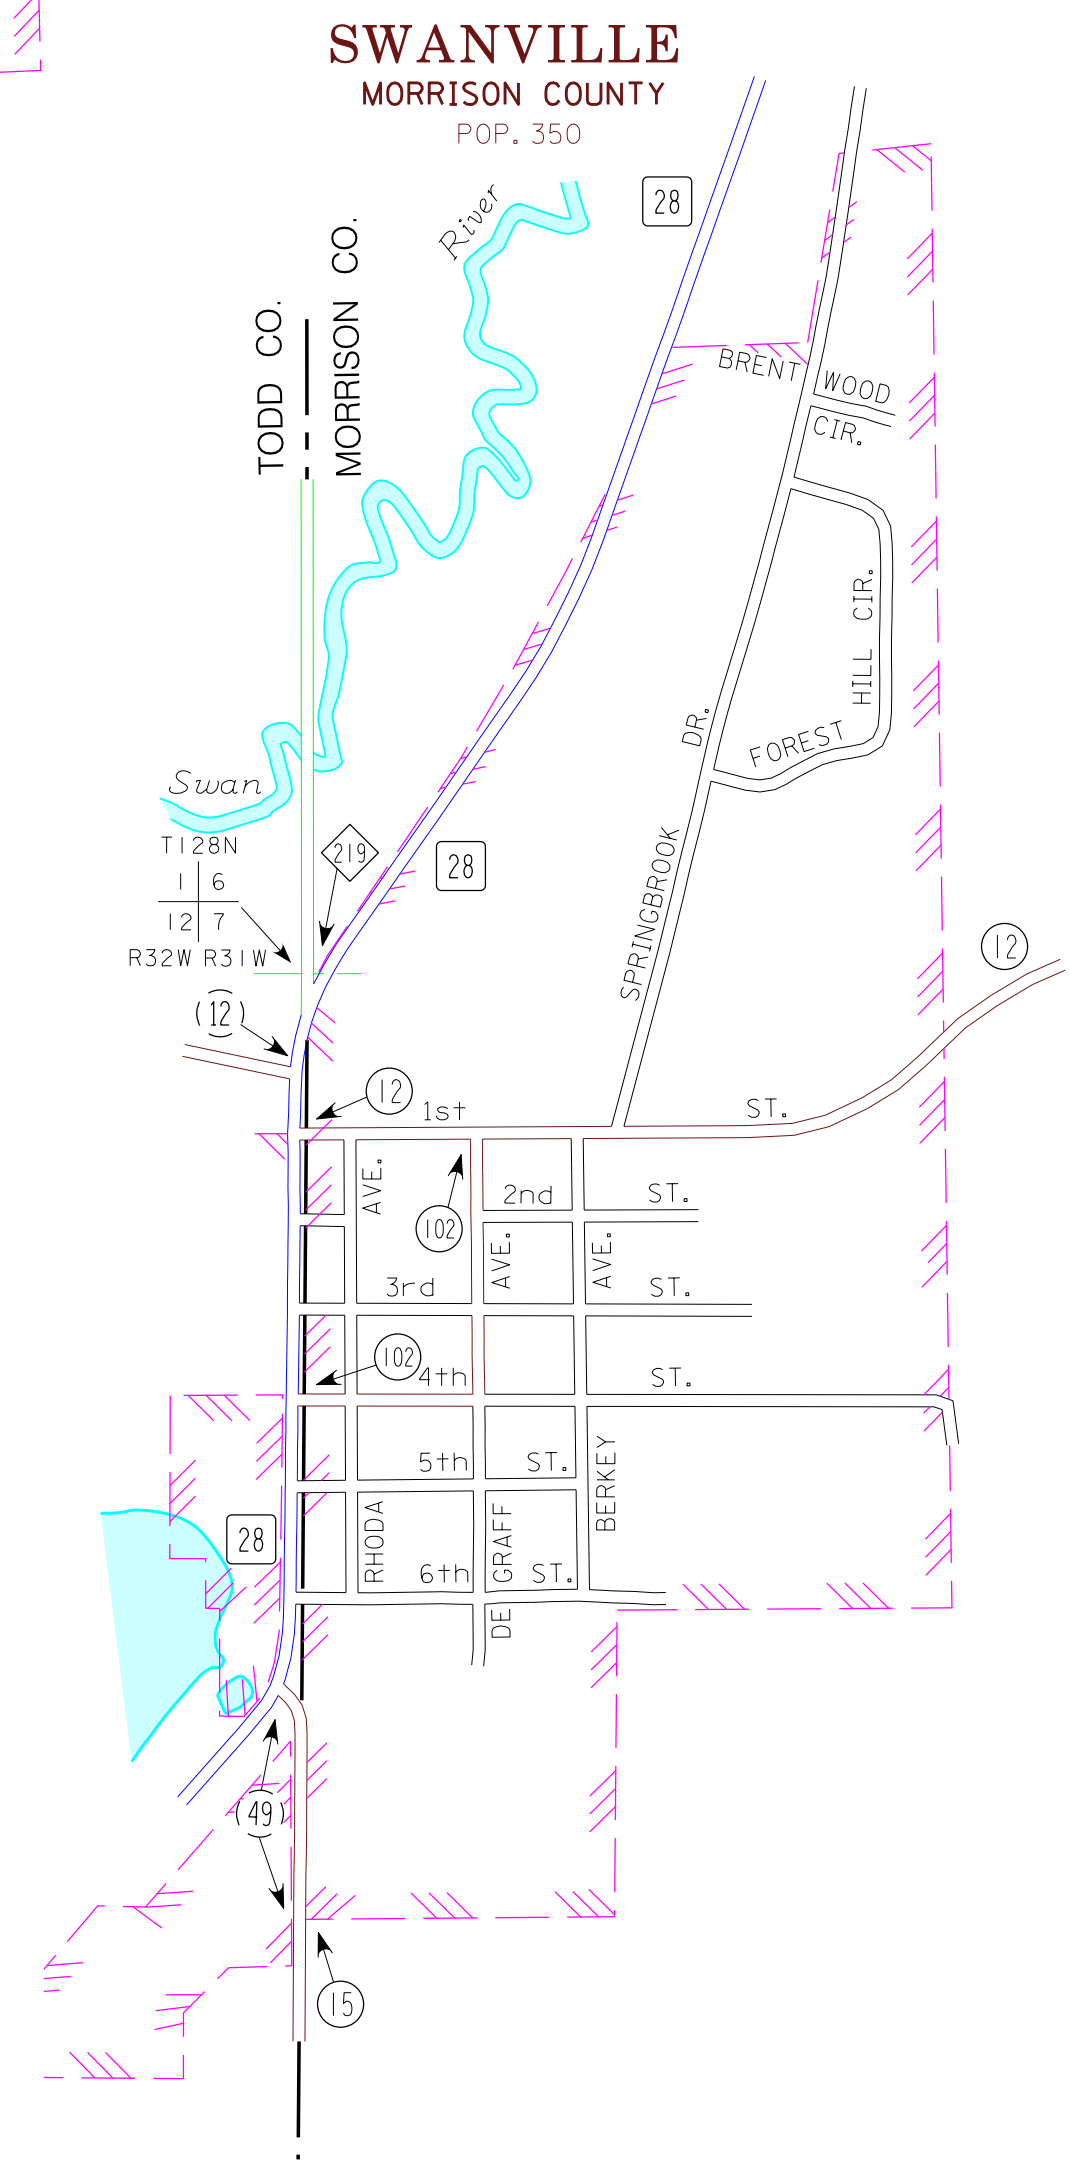 SWANVILLE
MORRISON COUNTY
POP. 350
River
28
TODD CO.
MORRISON CO.
BRENT WOOD
CIR.
FOREST HILL CIR.
SPRINGBROOK DR.
Swan
T128N
1 6
12 7
R32W R31W
219
28
12
(12)
12
1st ST.
102
2nd ST.
3rd ST.
102
4th ST.
5th ST.
28
6th ST.
RHODA AVE.
DE GRAFF AVE.
BERKEY AVE.
(49)
15